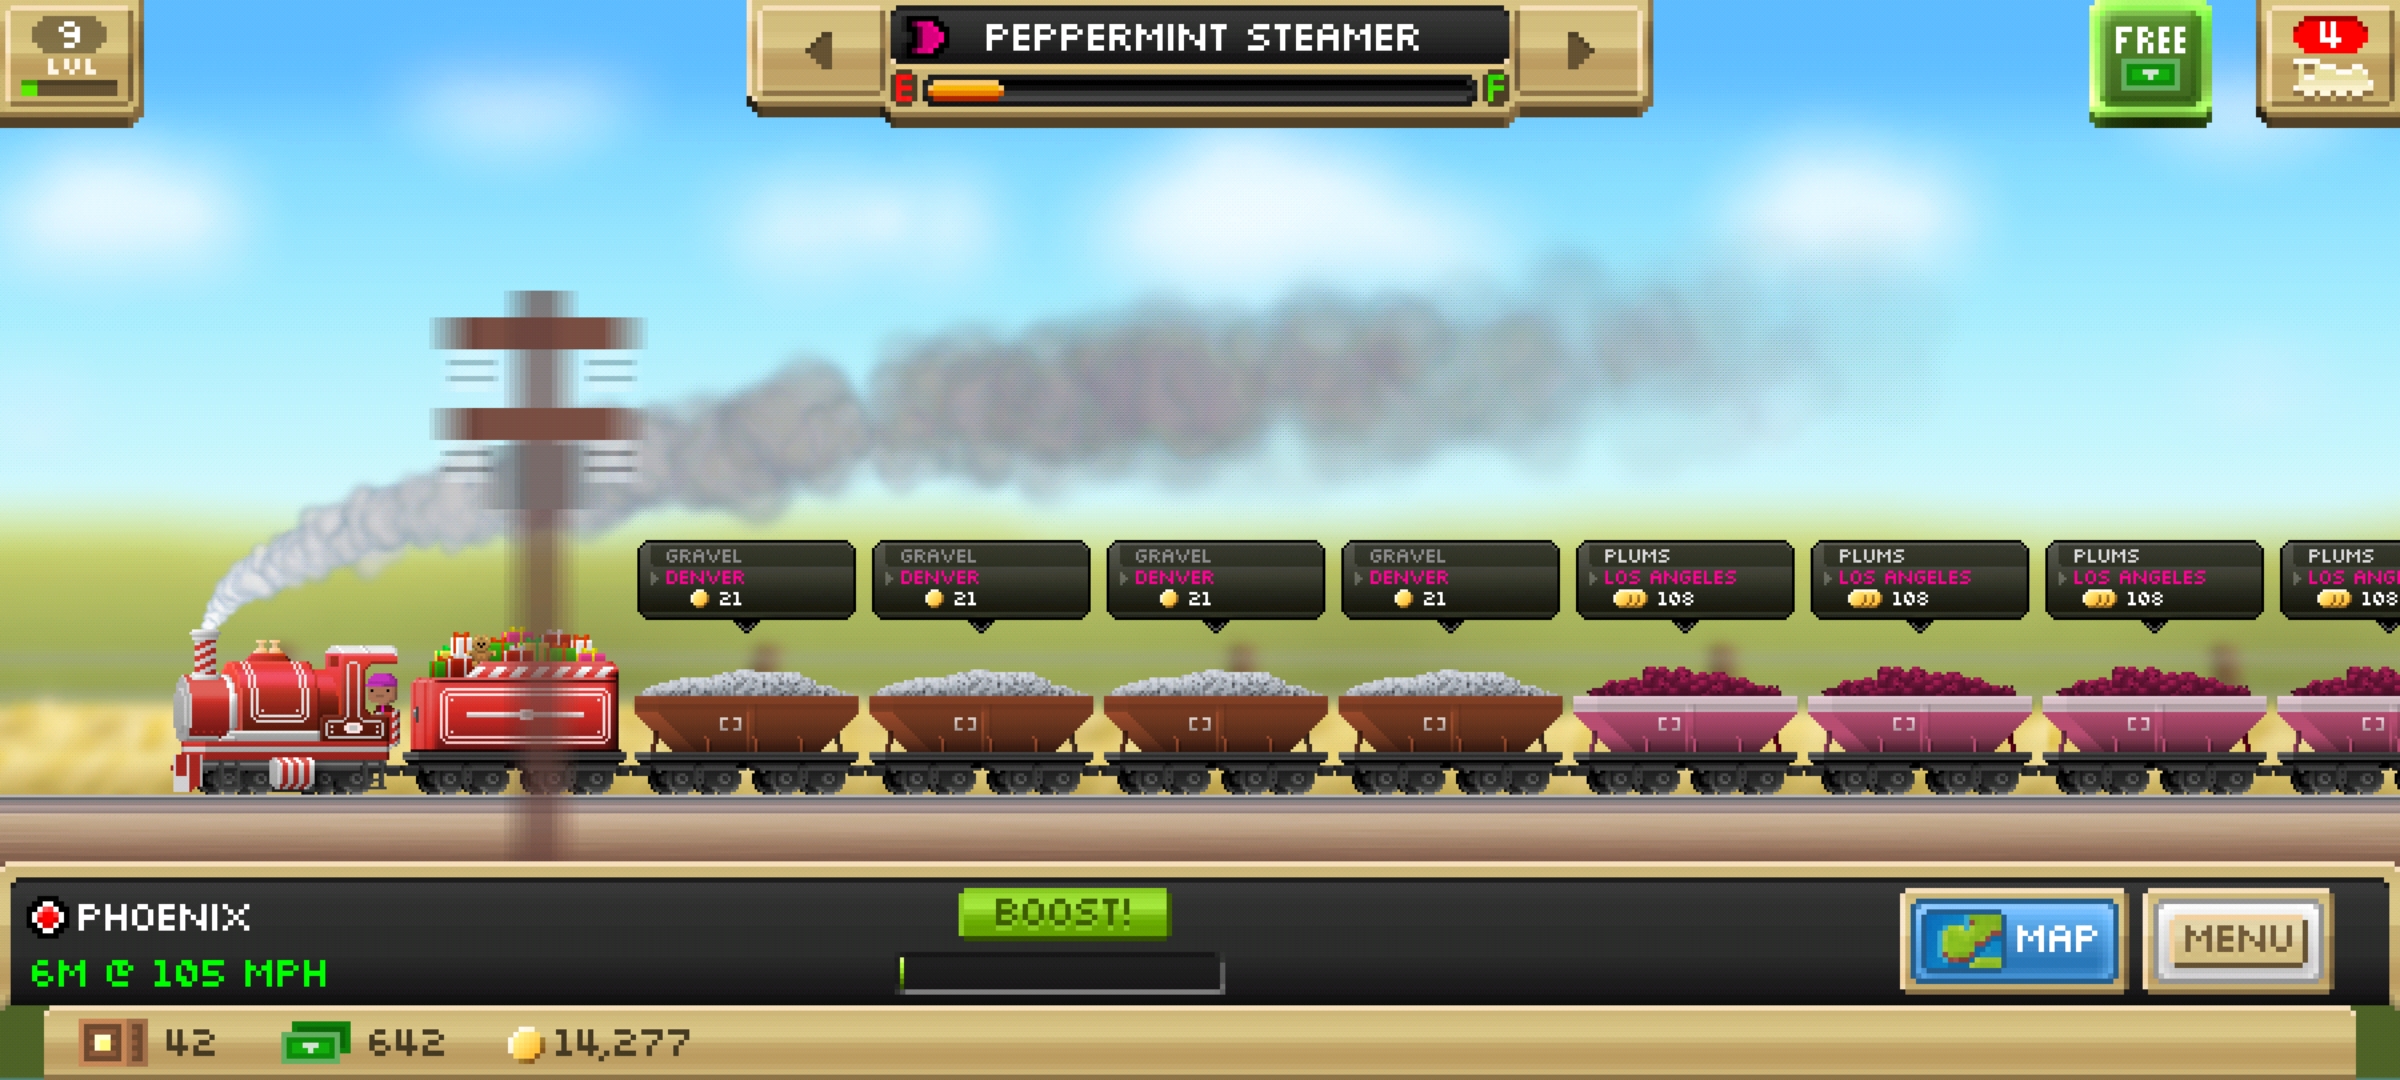 9
LVL
PEPPERMINT STEAMER
E F
FREE
4
GRAVEL
DENVER
21
GRAVEL
DENVER
21
GRAVEL
DENVER
21
GRAVEL
DENVER
21
PLUMS
LOS ANGELES
108
PLUMS
LOS ANGELES
108
PLUMS
LOS ANGELES
108
PLUMS
LOS ANG
108
PHOENIX
6M @ 105 MPH
BOOST!
MAP
MENU
42
642
14,277